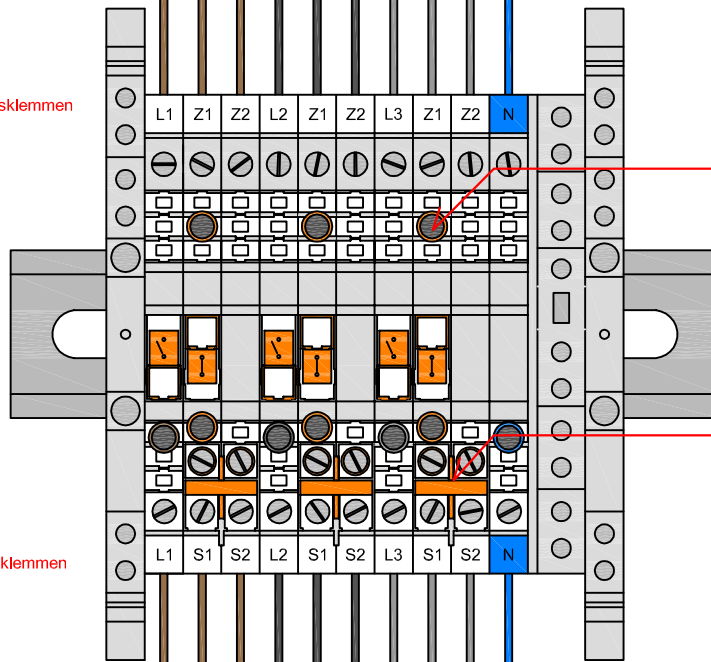 sklemmen
L1 Z1 Z2 L2 Z1 Z2 L3 Z1 Z2 N
L1 S1 S2 L2 S1 S2 L3 S1 S2 N
klemmen